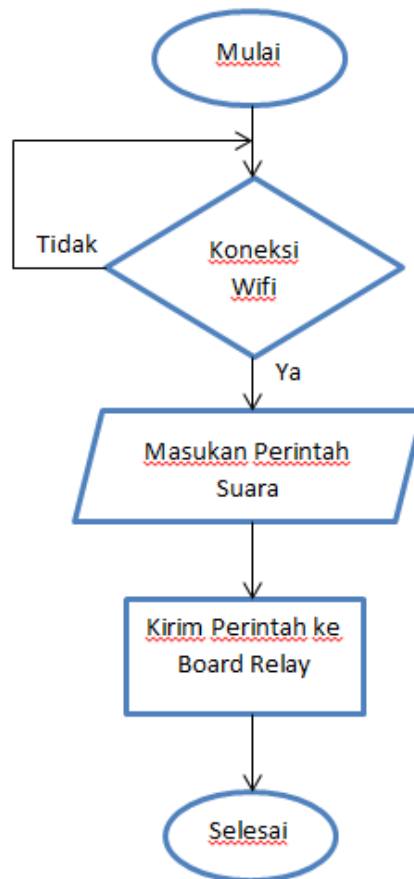 Mulai
Tidak
Koneksi
Wifi
Ya
Masukan Perintah
Suara
Kirim Perintah ke
Board Relay
Selesai